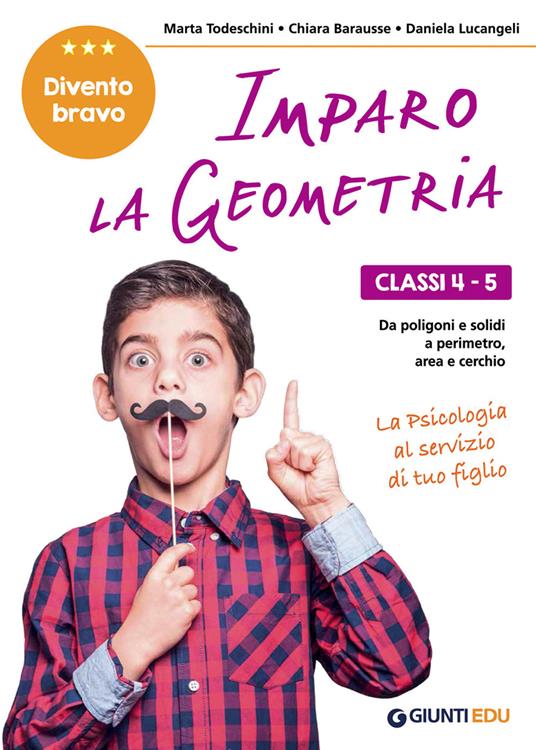 Marta Todeschini • Chiara Barausse • Daniela Lucangeli
Divento
bravo
IMPARO
LA GEOMETRIA
CLASSI 4 - 5
Da poligoni e solidi
a perimetro,
area e cerchio
La Psicologia
al servizio
di tuo figlio
GIUNTI EDU